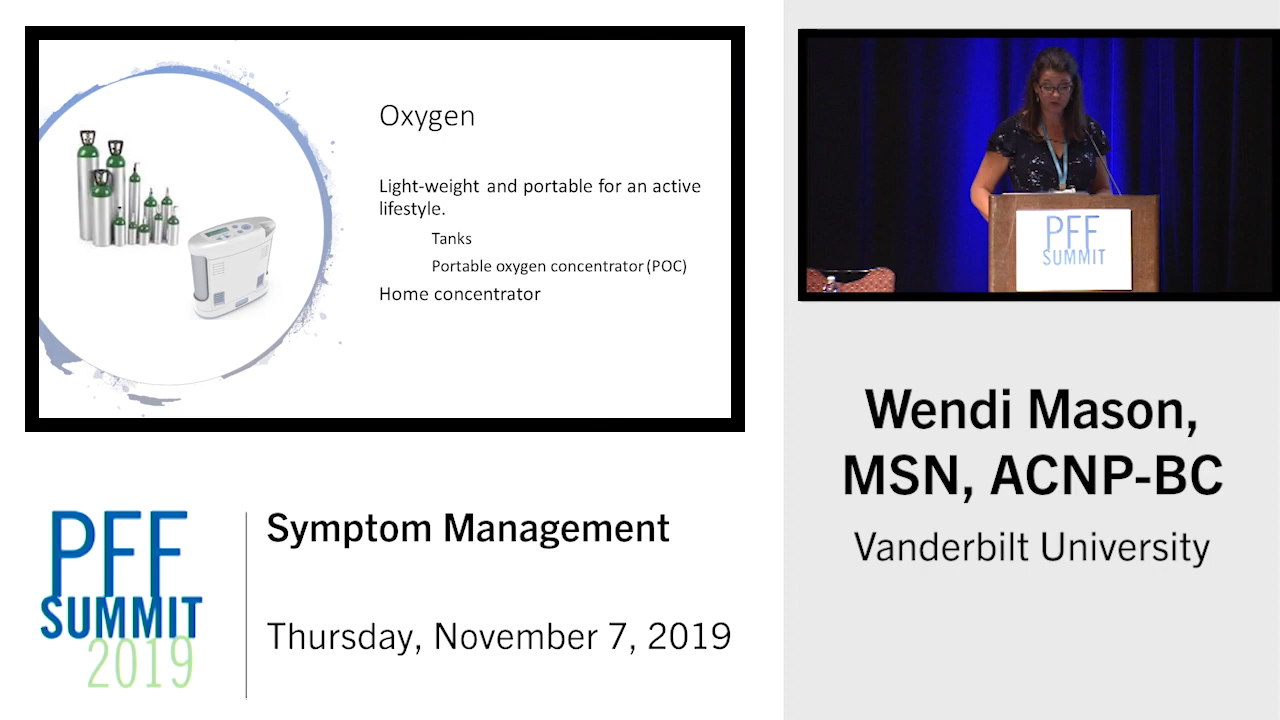 Oxygen
Light-weight and portable for an active
lifestyle.
Tanks
Portable oxygen concentrator (POC)
Home concentrator
PFF
SUMMIT
Wendi Mason,
MSN, ACNP-BC
Vanderbilt University
PFF
SUMMIT
2019
Symptom Management
Thursday, November 7, 2019